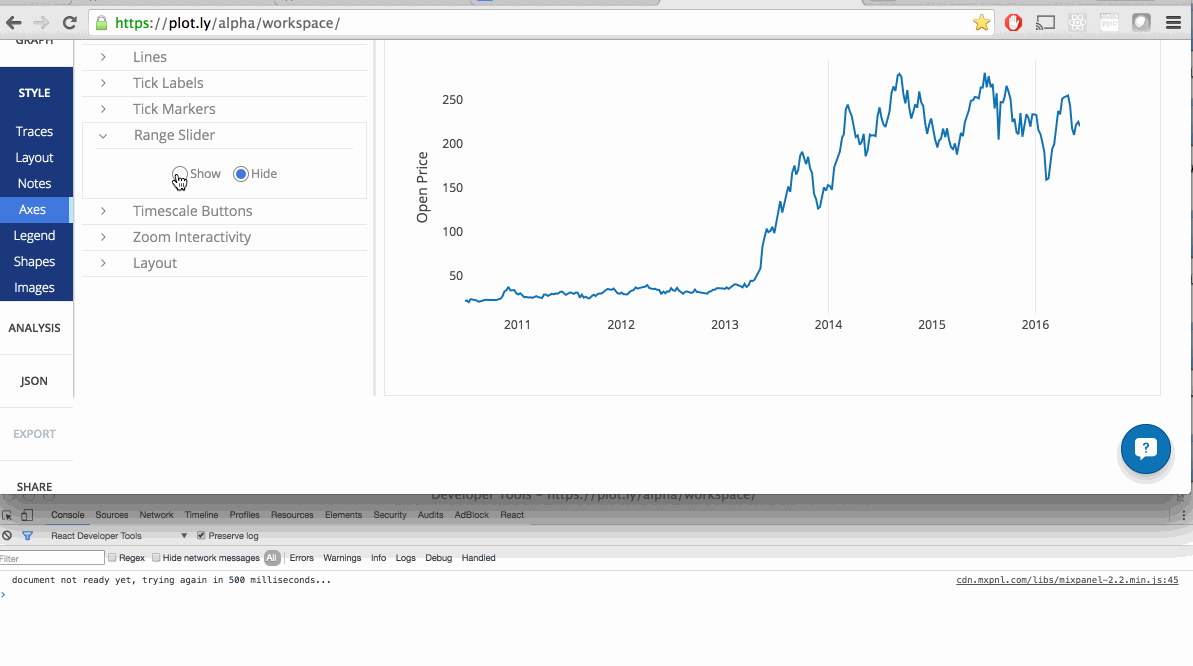 https://plot.ly/alpha/workspace/
GRAPH
STYLE
Traces
Layout
Notes
Axes
Legend
Shapes
Images
ANALYSIS
JSON
EXPORT
SHARE
Lines
Tick Labels
Tick Markers
Range Slider
Show Hide
Timescale Buttons
Zoom Interactivity
Layout
Open Price
250
200
150
100
50
2011 2012 2013 2014 2015 2016
?
Developer Tools - https://plot.ly/alpha/workspace/
Console Sources Network Timeline Profiles Resources Elements Security Audits AdBlock React
React Developer Tools ▼ Preserve log
Filter Regex Hide network messages All Errors Warnings Info Logs Debug Handled
document not ready yet, trying again in 500 milliseconds... cdn.mxpnl.com/libs/mixpanel-2.2.min.js:45
>